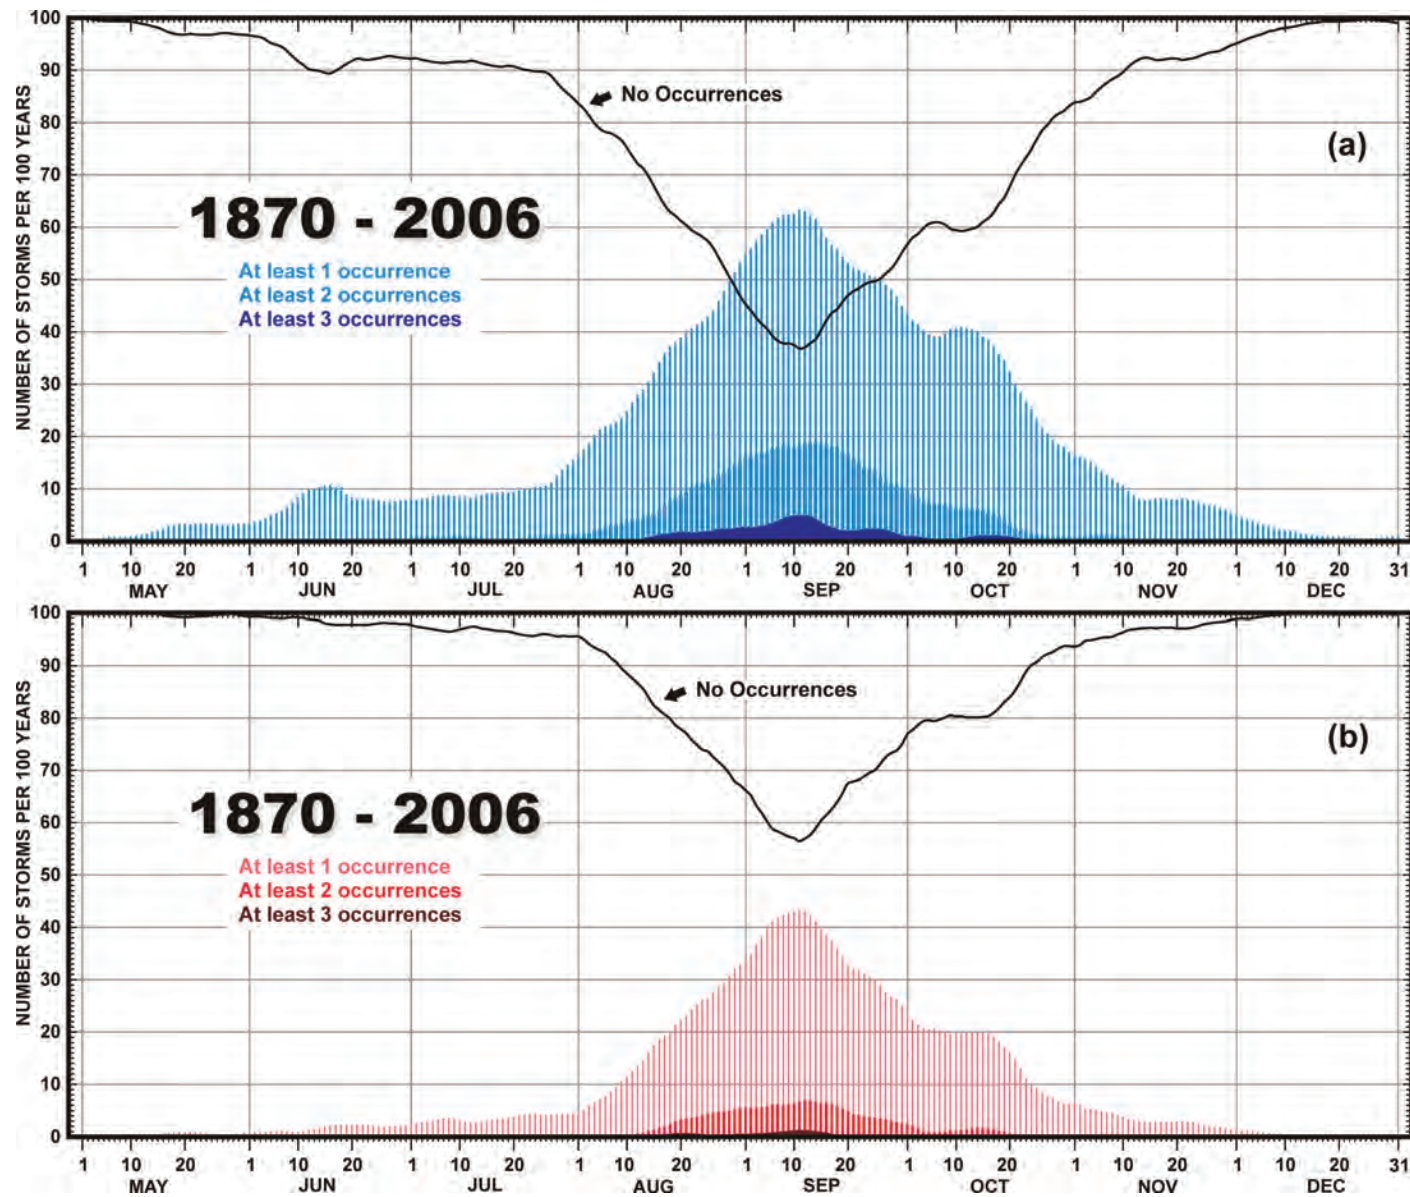 100
90
80
70
60
50
40
30
20
10
0
NUMBER OF STORMS PER 100 YEARS
No Occurrences
(a)
1870 - 2006
At least 1 occurrence
At least 2 occurrences
At least 3 occurrences
1 10 20 1 10 20 1 10 20 1 10 20 1 10 20 1 10 20 1 10 20 1 10 20 31
MAY JUN JUL AUG SEP OCT NOV DEC
100
90
80
70
60
50
40
30
20
10
0
NUMBER OF STORMS PER 100 YEARS
No Occurrences
(b)
1870 - 2006
At least 1 occurrence
At least 2 occurrences
At least 3 occurrences
1 10 20 1 10 20 1 10 20 1 10 20 1 10 20 1 10 20 1 10 20 1 10 20 31
MAY JUN JUL AUG SEP OCT NOV DEC